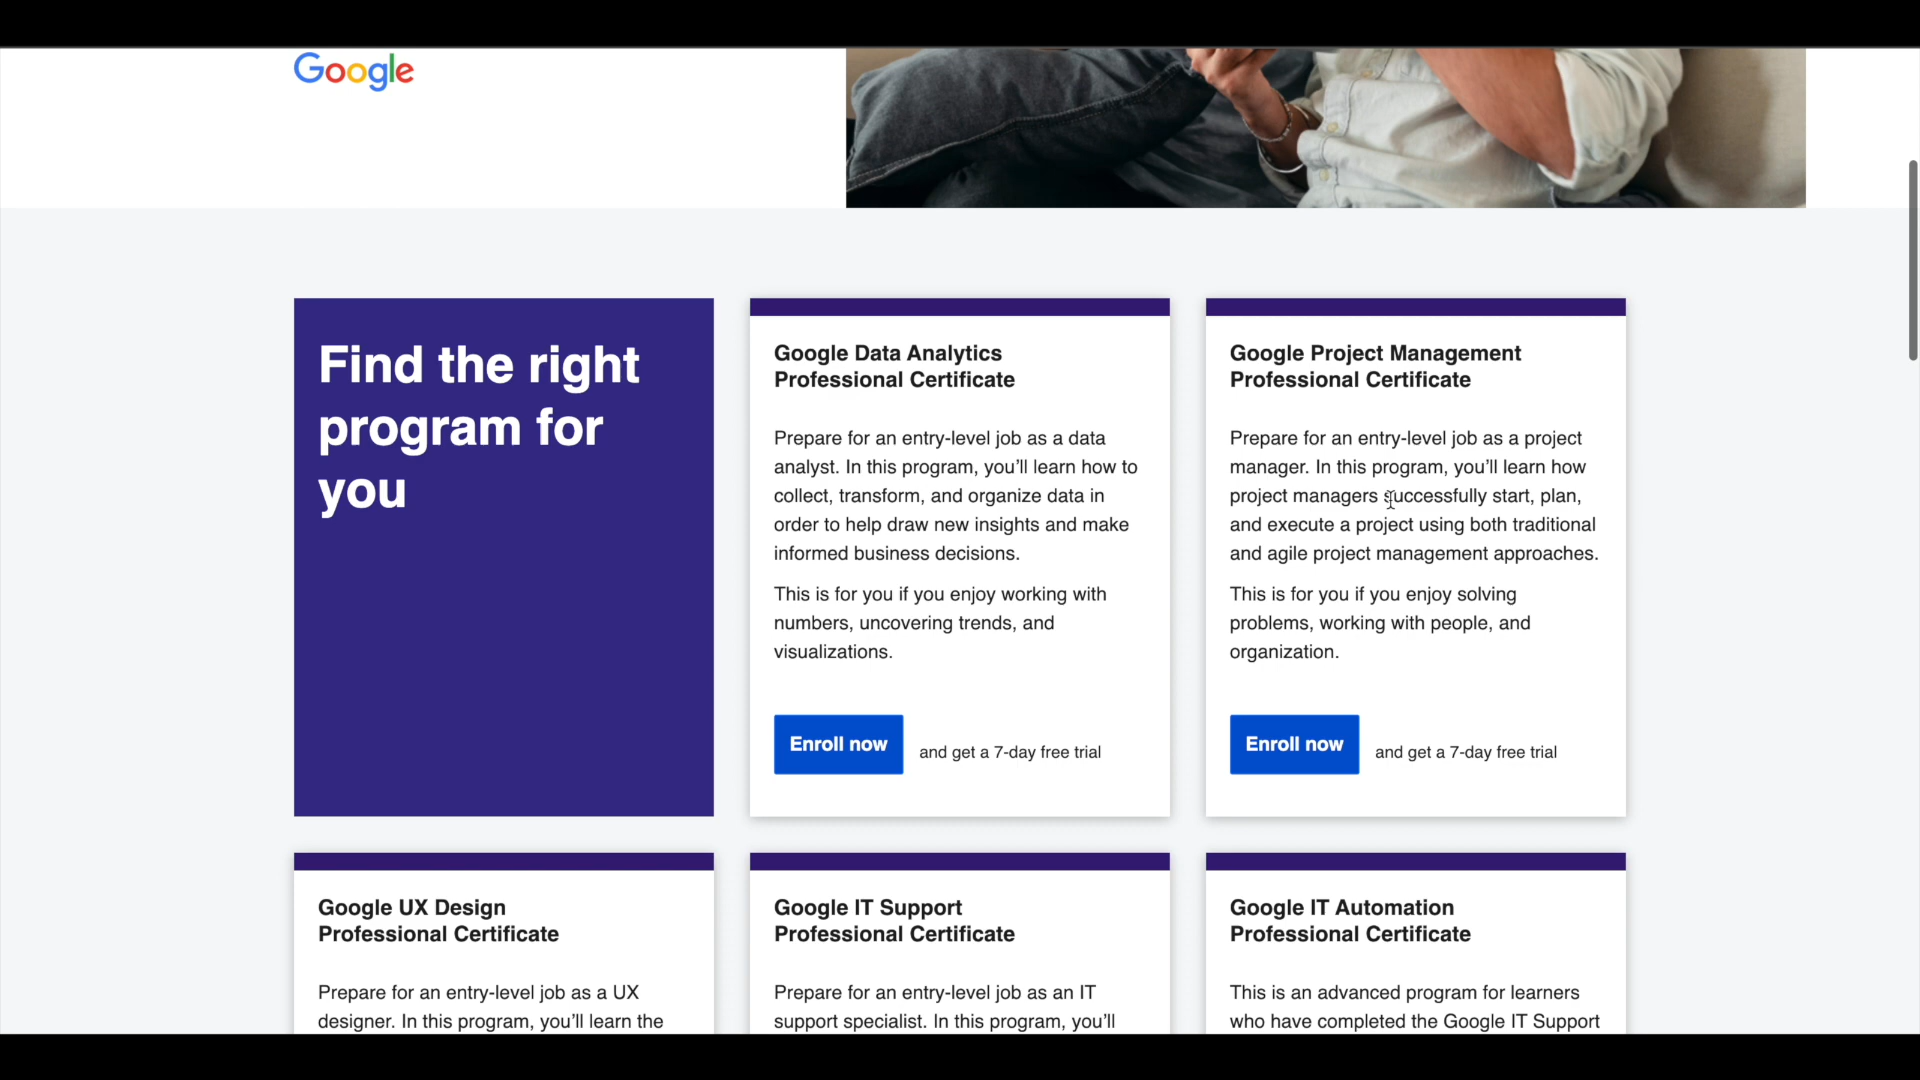 Google
Find the right
program for
you
Google Data Analytics
Professional Certificate
Prepare for an entry-level job as a data
analyst. In this program, you’ll learn how to
collect, transform, and organize data in
order to help draw new insights and make
informed business decisions.
This is for you if you enjoy working with
numbers, uncovering trends, and
visualizations.
Enroll now and get a 7-day free trial
Google Project Management
Professional Certificate
Prepare for an entry-level job as a project
manager. In this program, you’ll learn how
project managers successfully start, plan,
and execute a project using both traditional
and agile project management approaches.
This is for you if you enjoy solving
problems, working with people, and
organization.
Enroll now and get a 7-day free trial
Google UX Design
Professional Certificate
Prepare for an entry-level job as a UX
designer. In this program, you’ll learn the
Google IT Support
Professional Certificate
Prepare for an entry-level job as an IT
support specialist. In this program, you’ll
Google IT Automation
Professional Certificate
This is an advanced program for learners
who have completed the Google IT Support